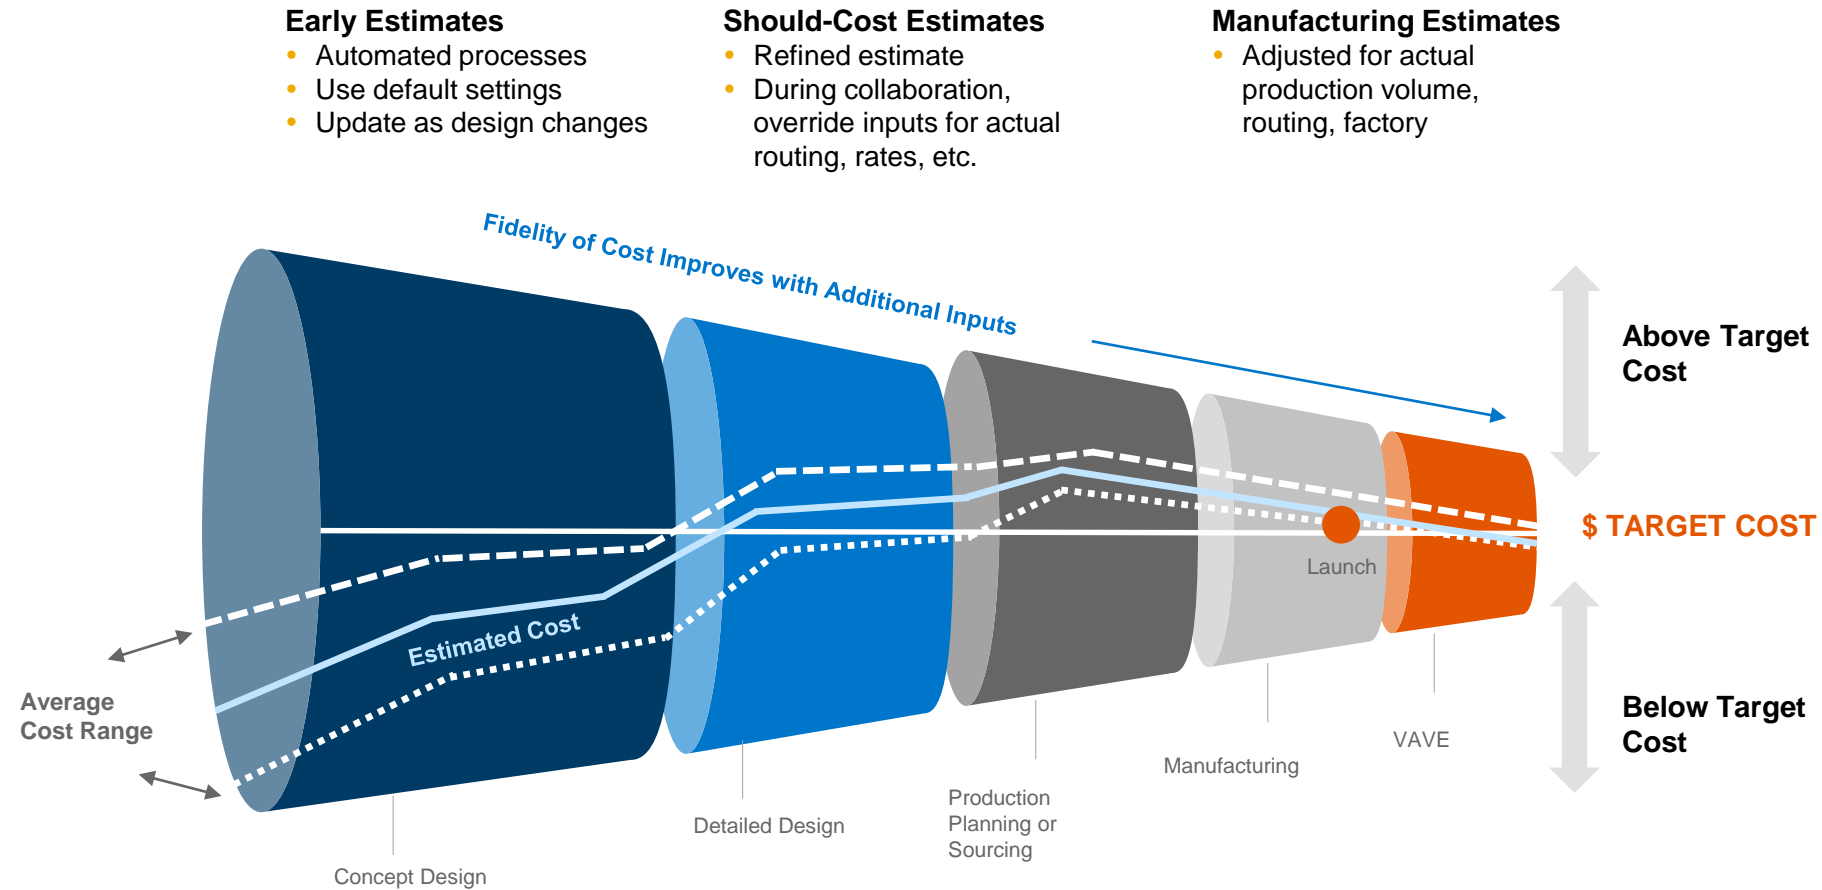 Early Estimates
• Automated processes
• Use default settings
• Update as design changes
Should-Cost Estimates
• Refined estimate
• During collaboration,
override inputs for actual
routing, rates, etc.
Manufacturing Estimates
• Adjusted for actual
production volume,
routing, factory
Fidelity of Cost Improves with Additional Inputs
Above Target
Cost
$ TARGET COST
Launch
Estimated Cost
Average
Cost Range
Below Target
Cost
VAVE
Manufacturing
Production
Planning or
Sourcing
Detailed Design
Concept Design